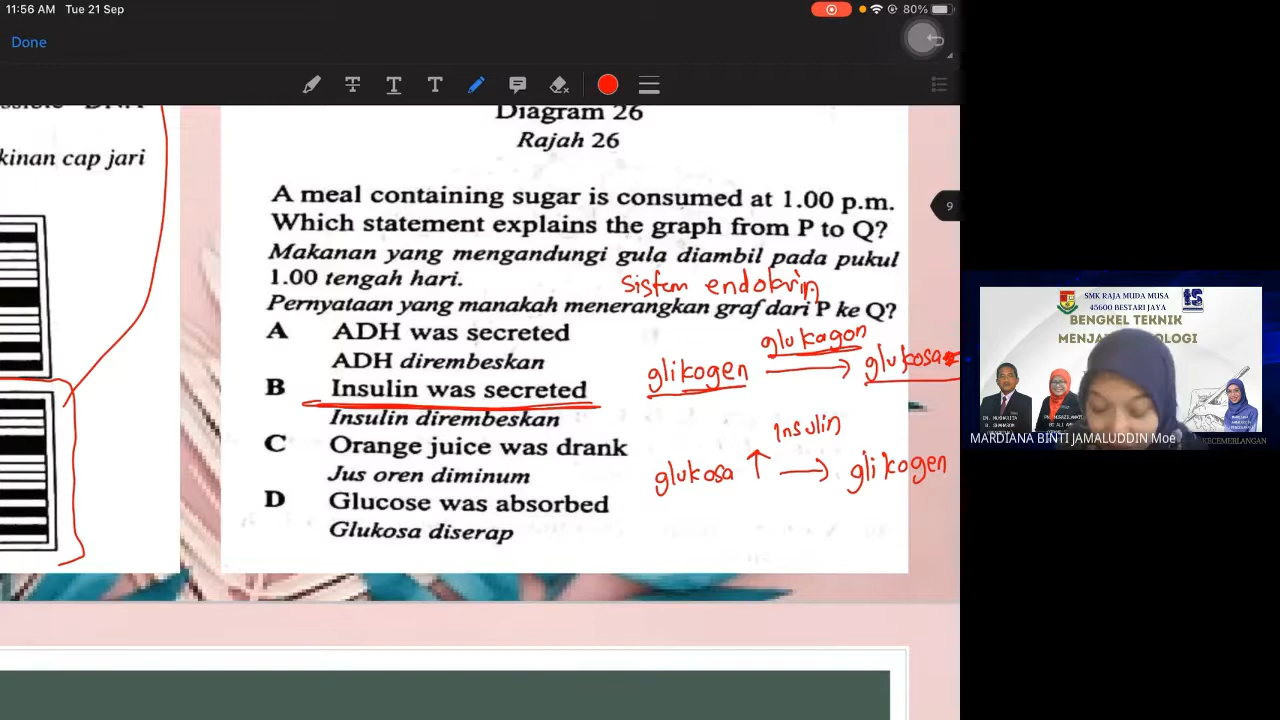 11:56 AM Tue 21 Sep
80%
Done
DNA
kinan cap jari
Diagram 26
Rajah 26
9
A meal containing sugar is consumed at 1.00 p.m.
Which statement explains the graph from P to Q?
Makanan yang mengandungi gula diambil pada pukul
1.00 tengah hari.
sistem endokrin
Pernyataan yang manakah menerangkan graf dari P ke Q?
A ADH was secreted
ADH dirembeskan
glikogen glukagon glukosa
B Insulin was secreted
Insulin dirembeskan
C Orange juice was drank
Jus oren diminum
insulin
glukosa ↑ → glikogen
D Glucose was absorbed
Glukosa diserap
SMK RAJA MUDA MUSA
45600 BESTARI JAYA
BENGKEL TEKNIK
MARDIANA BINTI JAMALUDDIN Moe